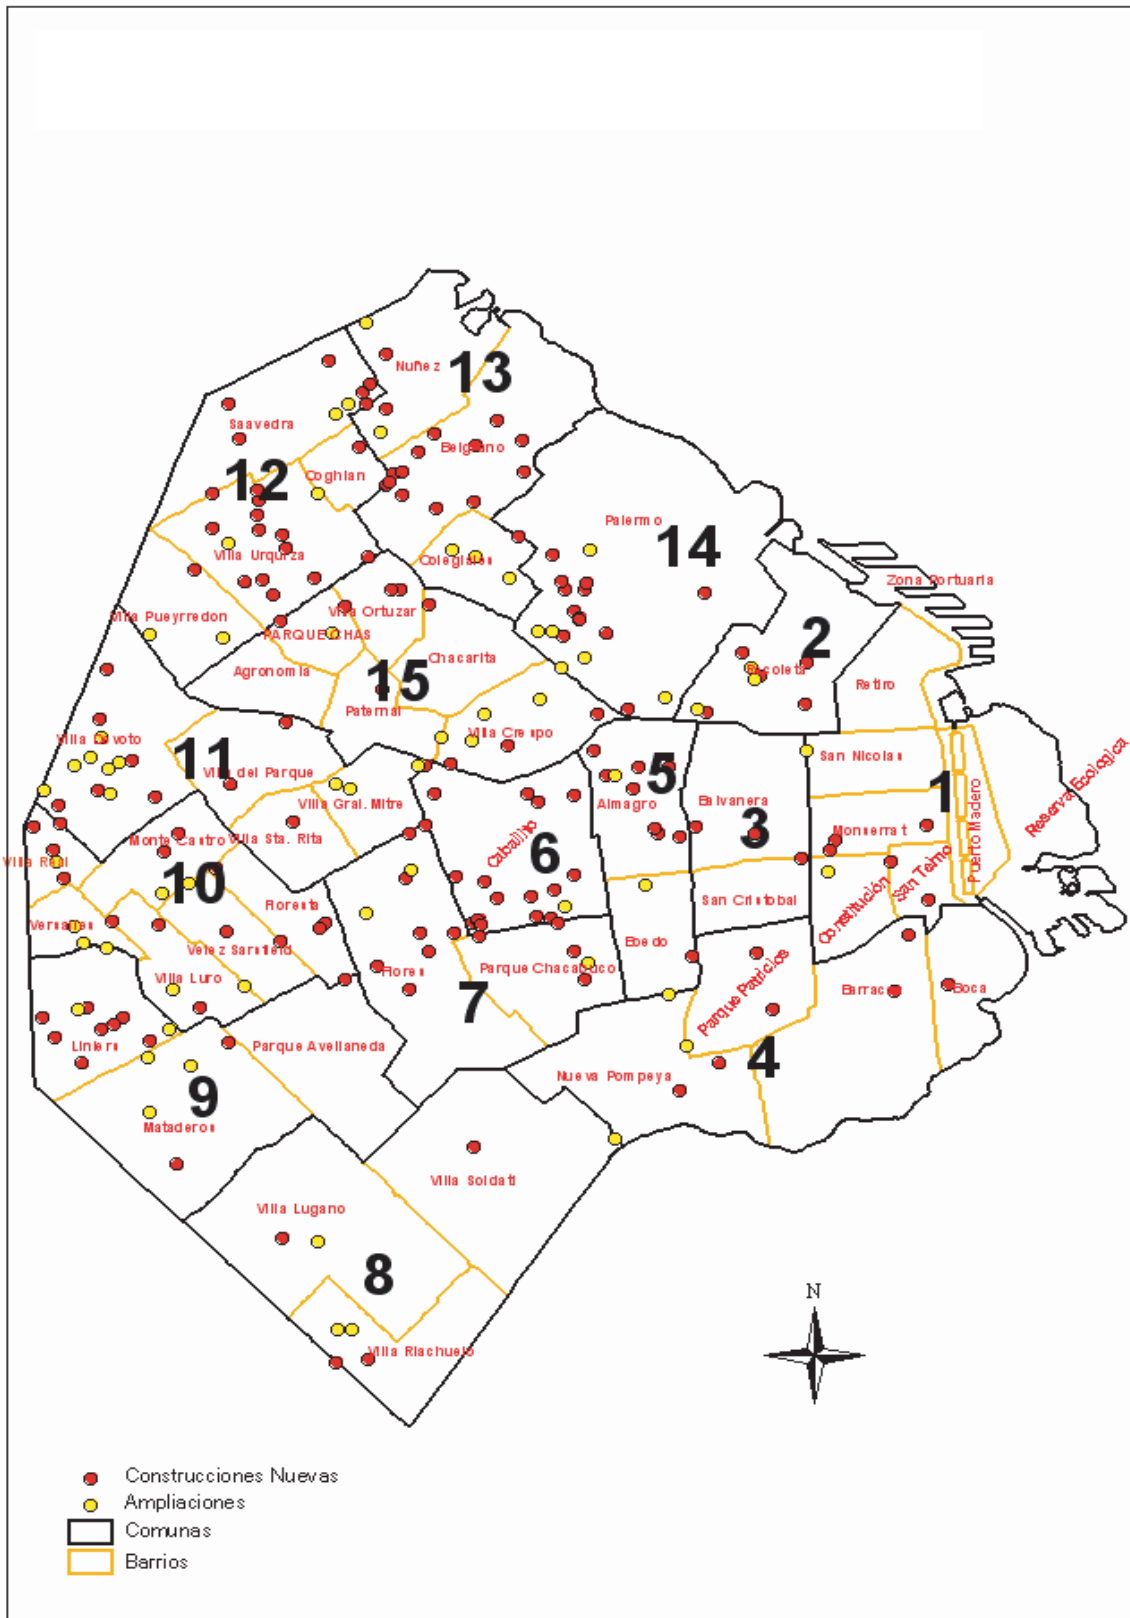 Nuñez
13
Saavedra
Belgrano
12
Coghlan
Palermo
14
Villa Urquiza
Colegiales
Zona Portuaria
Villa Pueyrredon
Villa Ortuzar
PARQUE CHAS
2
Chacarita
Agronomia
15
Recoleta
Retiro
Paternal
Villa Crespo
Villa Devoto
11
Villa del Parque
5
San Nicolas
1
Reserva Ecologica
Villa Gral. Mitre
Almagro
Balvanera
Puerto Madero
Monte Castro
Villa Sta. Rita
3
Monserrat
Caballito
6
Villa Real
10
San Telmo
Constitución
Floresta
San Cristobal
Versalles
Velez Sarsfield
Boedo
Flores
Parque Chacabuco
Villa Luro
7
Parque Patricios
Barracas
Boca
Liniers
Parque Avellaneda
4
Nueva Pompeya
9
Mataderos
Villa Soldati
Villa Lugano
8
N
Villa Riachuelo
Construcciones Nuevas
Ampliaciones
Comunas
Barrios